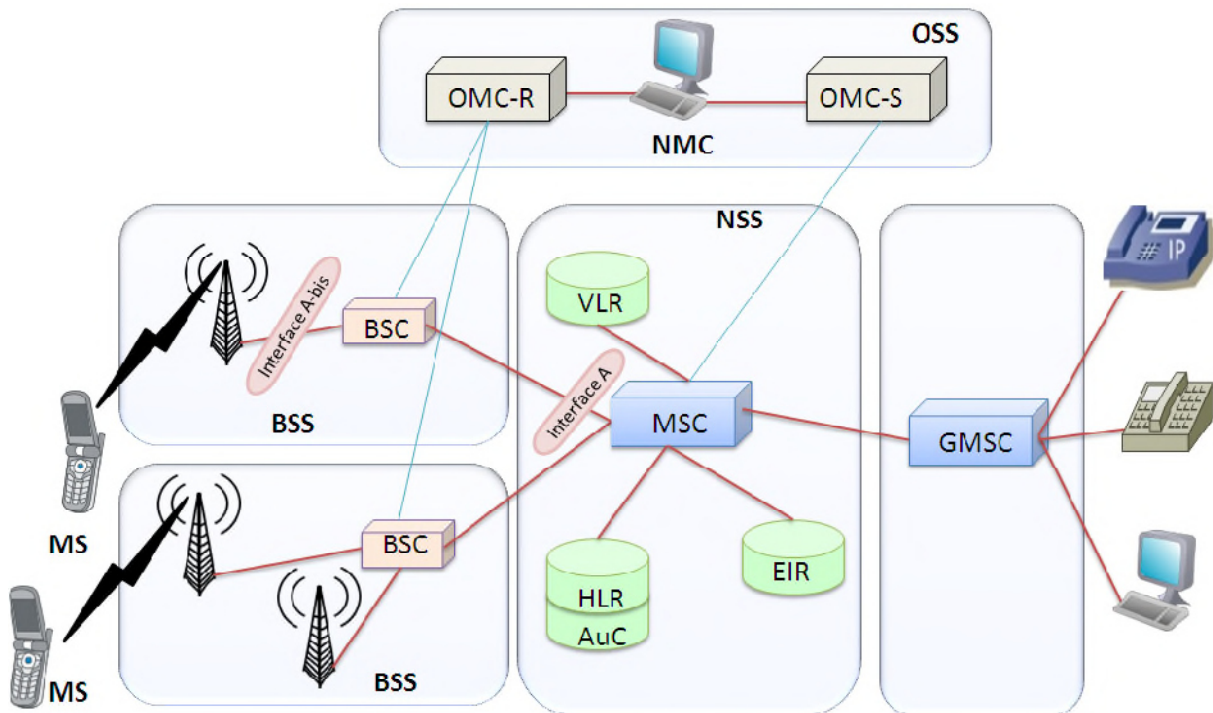 OSS
OMC-R
OMC-S
NMC
NSS
IP
VLR
Interface A-bis
BSC
Interface A
BSS
MSC
GMSC
MS
BSC
EIR
HLR
AuC
MS
BSS